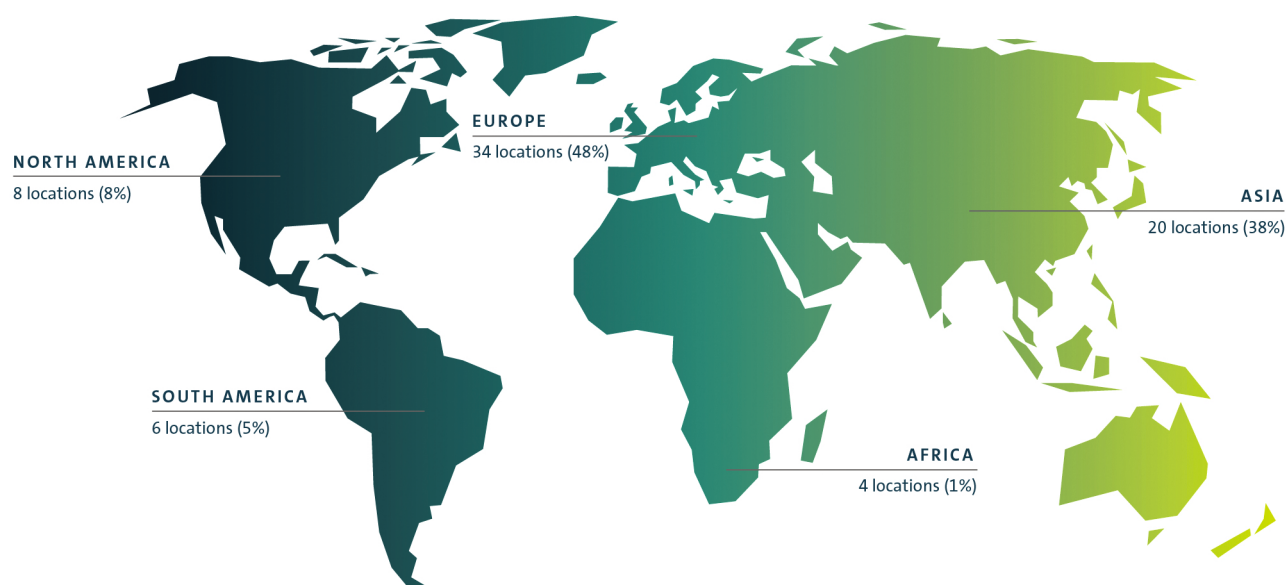 EUROPE
34 locations (48%)
NORTH AMERICA
8 locations (8%)
ASIA
20 locations (38%)
SOUTH AMERICA
6 locations (5%)
AFRICA
4 locations (1%)